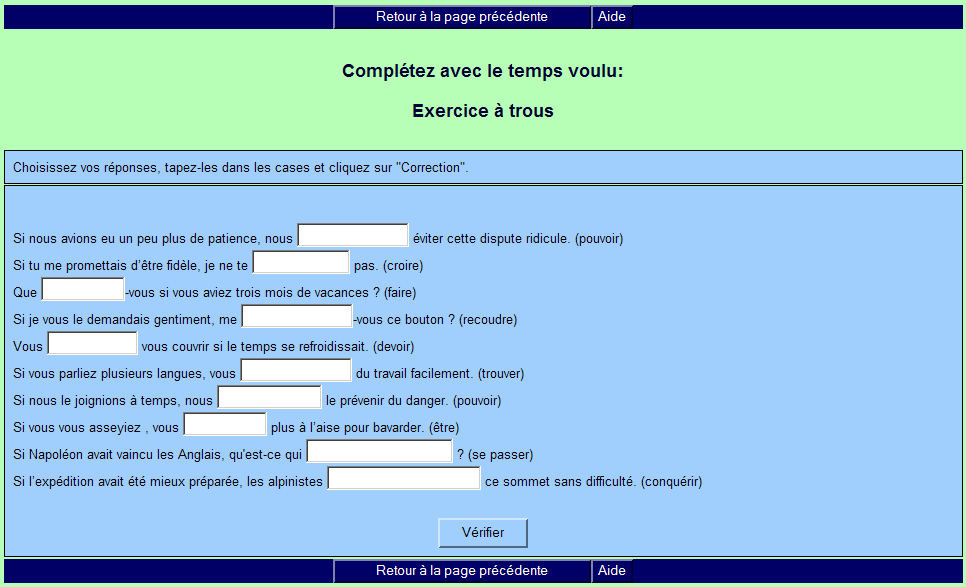 Retour à la page précédente Aide
Complétez avec le temps voulu:
Exercice à trous
Choisissez vos réponses, tapez-les dans les cases et cliquez sur "Correction".
Si nous avions eu un peu plus de patience, nous éviter cette dispute ridicule. (pouvoir)
Si tu me promettais d'être fidèle, je ne te pas. (croire)
Que -vous si vous aviez trois mois de vacances ? (faire)
Si je vous le demandais gentiment, me -vous ce bouton ? (recoudre)
Vous vous couvrir si le temps se refroidissait. (devoir)
Si vous parliez plusieurs langues, vous du travail facilement. (trouver)
Si nous le joignions à temps, nous le prévenir du danger. (pouvoir)
Si vous vous asseyiez , vous plus à l'aise pour bavarder. (être)
Si Napoléon avait vaincu les Anglais, qu'est-ce qui ? (se passer)
Si l'expédition avait été mieux préparée, les alpinistes ce sommet sans difficulté. (conquérir)
Vérifier
Retour à la page précédente Aide